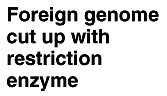 Foreign genome
cut up with
restriction
enzyme